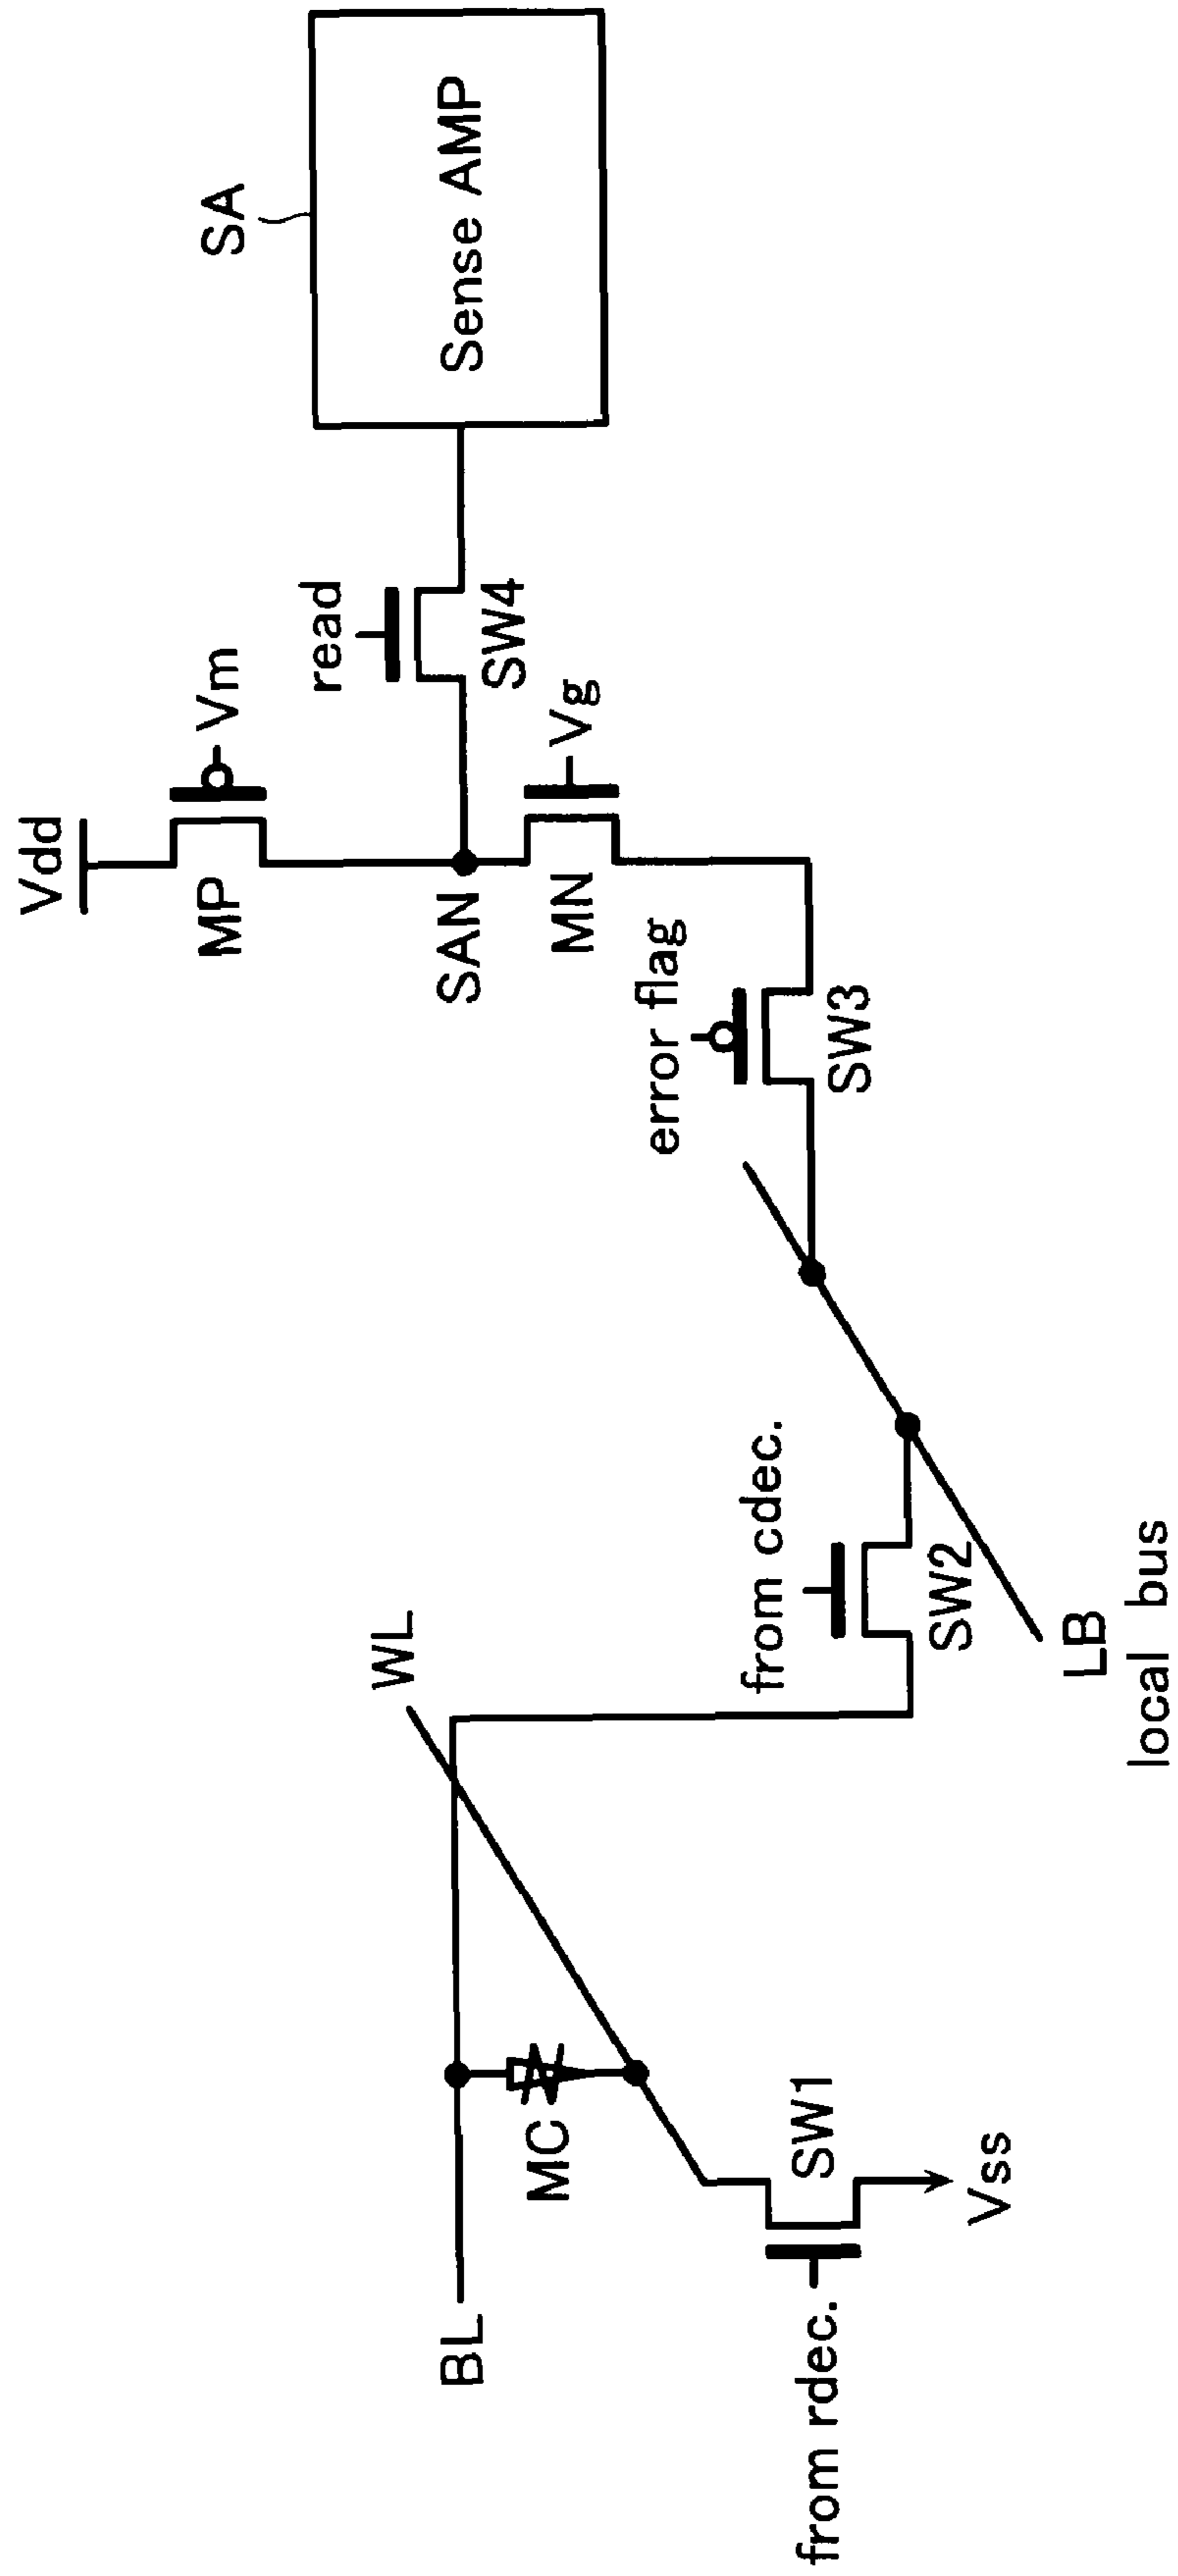 SA
Sense AMP
Vdd
Vm
MP
read
SW4
SAN
Vg
MN
error flag
SW3
WL
from cdec.
SW2
LB
local bus
BL
MC
SW1
from rdec.
Vss